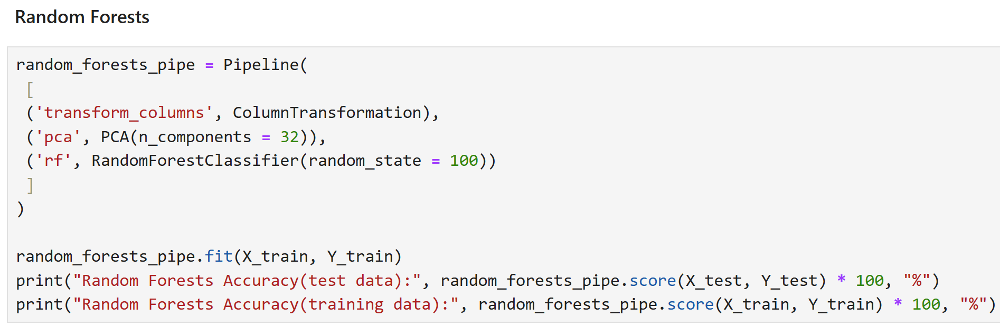 Random Forests
random_forests_pipe = Pipeline(
[
('transform_columns', ColumnTransformation),
('pca', PCA(n_components = 32)),
('rf', RandomForestClassifier(random_state = 100))
]
)
random_forests_pipe.fit(X_train, Y_train)
print("Random Forests Accuracy(test data):", random_forests_pipe.score(X_test, Y_test) * 100, "%")
print("Random Forests Accuracy(training data):", random_forests_pipe.score(X_train, Y_train) * 100, "%")